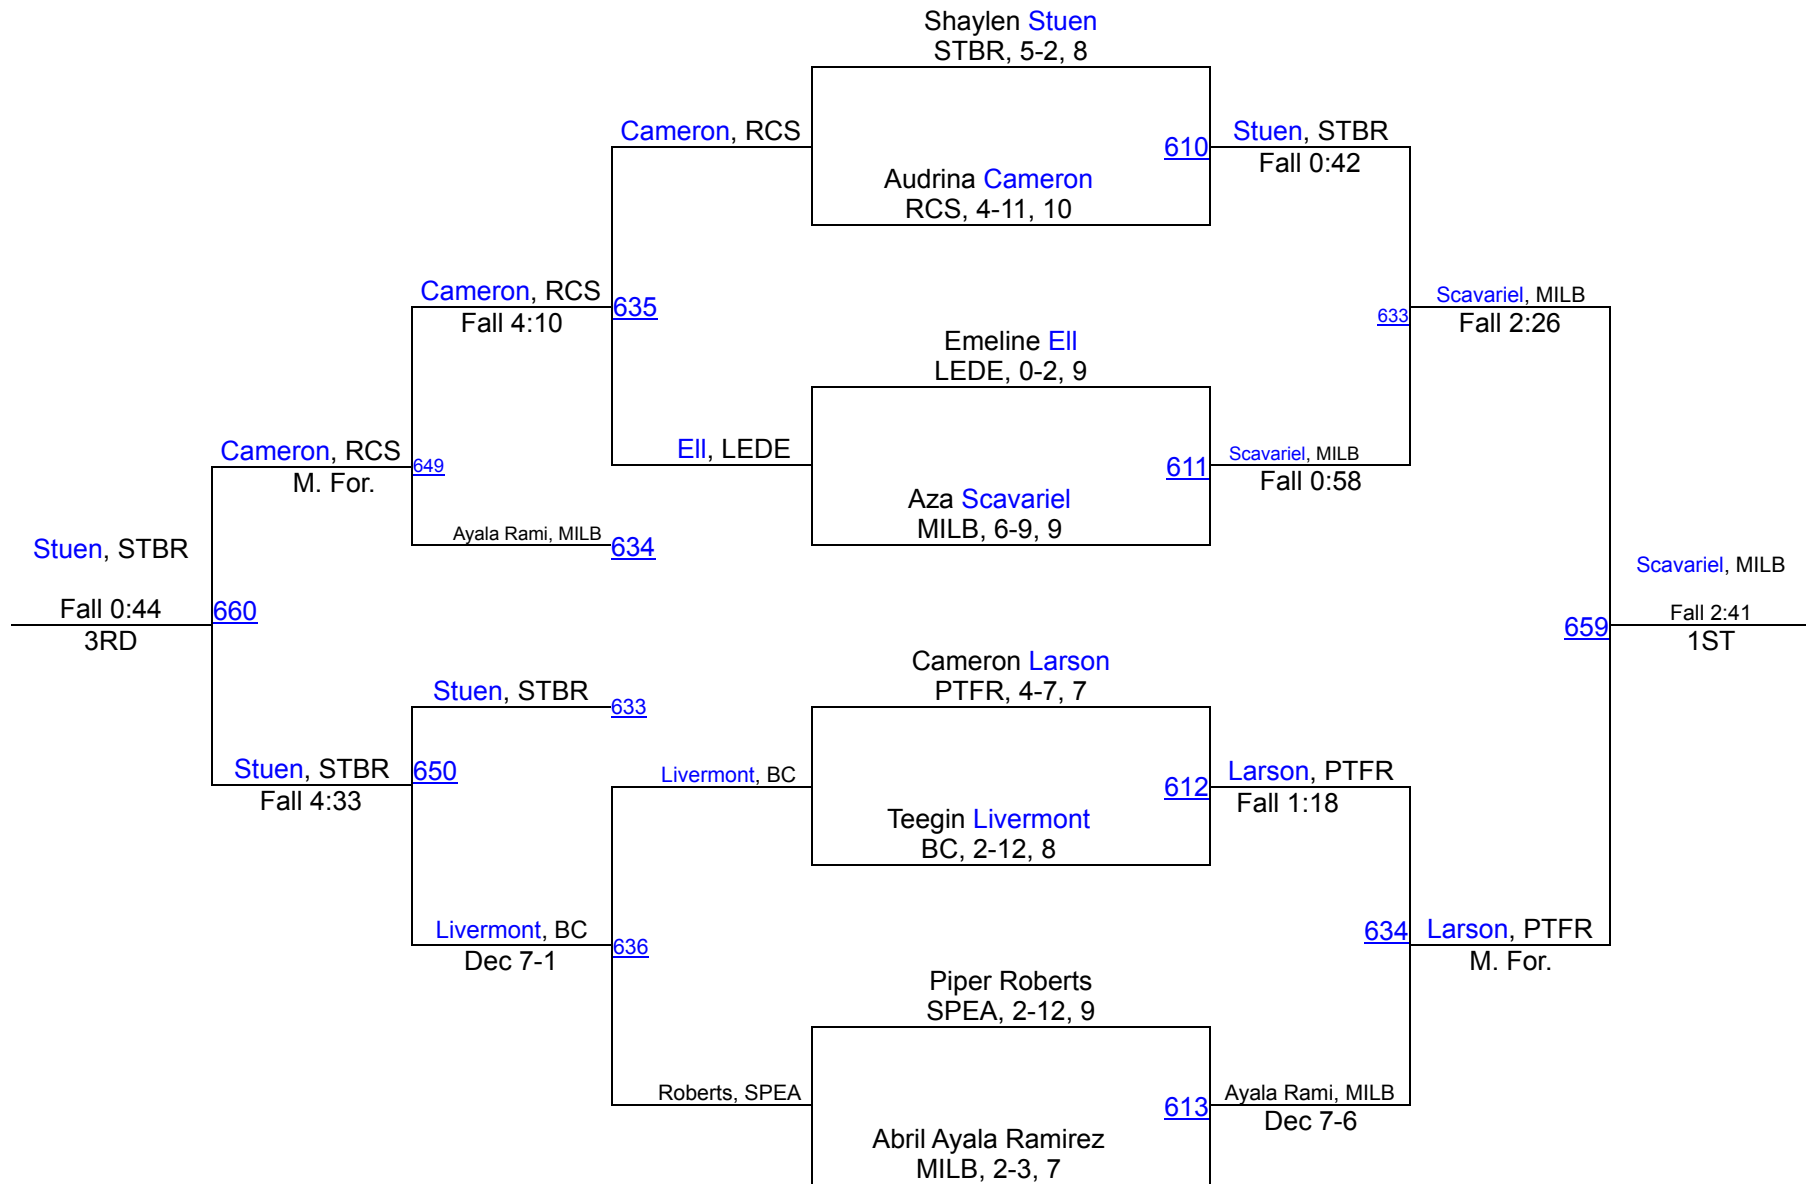 Shaylen Stuen
STBR, 5-2, 8
Cameron, RCS
610
Stuen, STBR
Fall 0:42
Audrina Cameron
RCS, 4-11, 10
Cameron, RCS
Fall 4:10
635
633
Scavariel, MILB
Fall 2:26
Emeline Ell
LEDE, 0-2, 9
Cameron, RCS
M. For.
649
Ell, LEDE
611
Scavariel, MILB
Fall 0:58
Aza Scavariel
MILB, 6-9, 9
Ayala Rami, MILB
634
Stuen, STBR
Fall 0:44
3RD
660
659
Scavariel, MILB
Fall 2:41
1ST
Cameron Larson
PTFR, 4-7, 7
Stuen, STBR
633
Stuen, STBR
Fall 4:33
650
Livermont, BC
612
Larson, PTFR
Fall 1:18
Teegin Livermont
BC, 2-12, 8
Livermont, BC
Dec 7-1
636
634
Larson, PTFR
M. For.
Piper Roberts
SPEA, 2-12, 9
Roberts, SPEA
613
Ayala Rami, MILB
Dec 7-6
Abril Ayala Ramirez
MILB, 2-3, 7